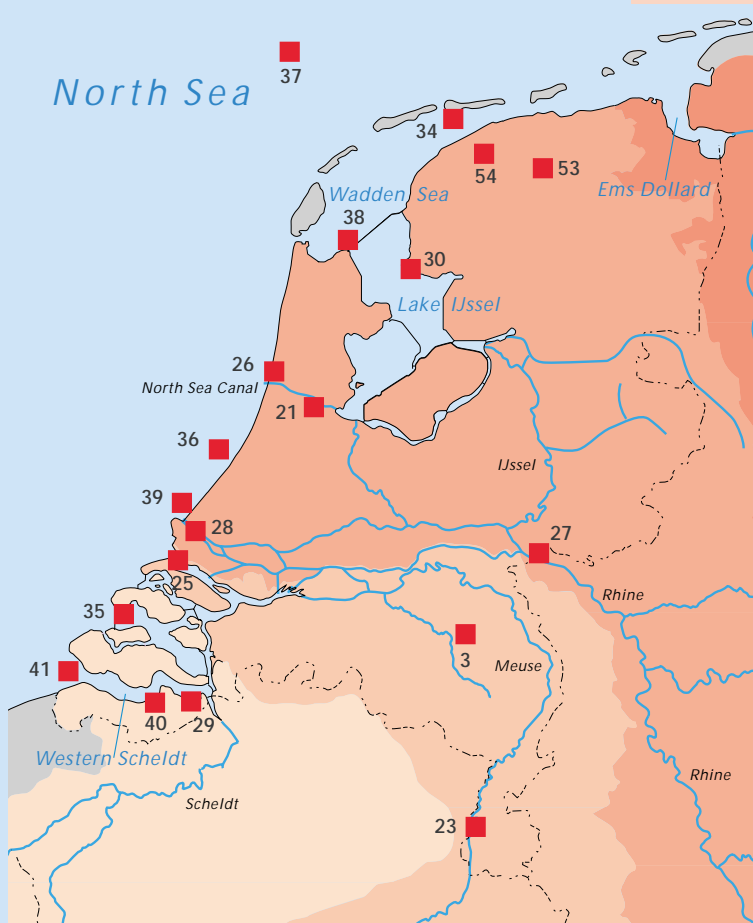 37
North Sea
34
54
53
Ems Dollard
Wadden Sea
38
30
Lake IJssel
26
North Sea Canal
21
36
IJssel
39
28
27
25
Rhine
35
3
Meuse
41
40
29
Western Scheldt
Rhine
Scheldt
23